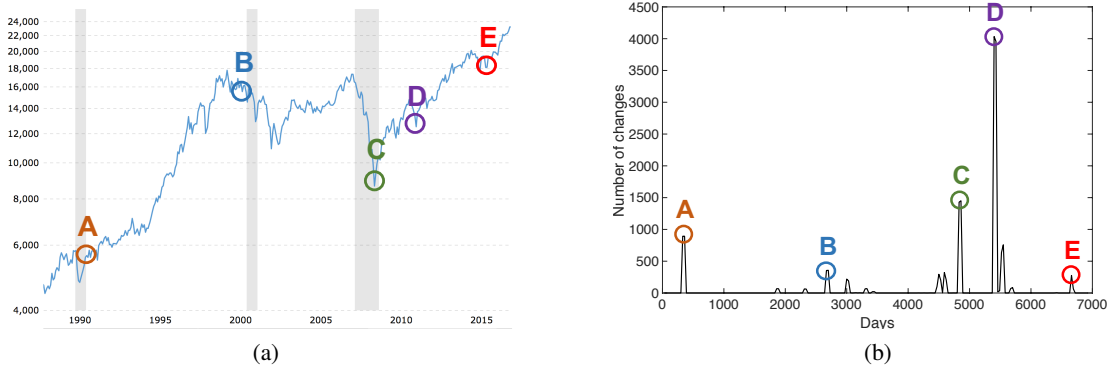 24,000
22,000
20,000
18,000
16,000
14,000
12,000
10,000
8,000
6,000
4,000
1990 1995 2000 2005 2010 2015
A
B
C
D
E
(a)
Number of changes
4500
4000
3500
3000
2500
2000
1500
1000
500
0
0 1000 2000 3000 4000 5000 6000 7000
Days
A
B
C
D
E
(b)